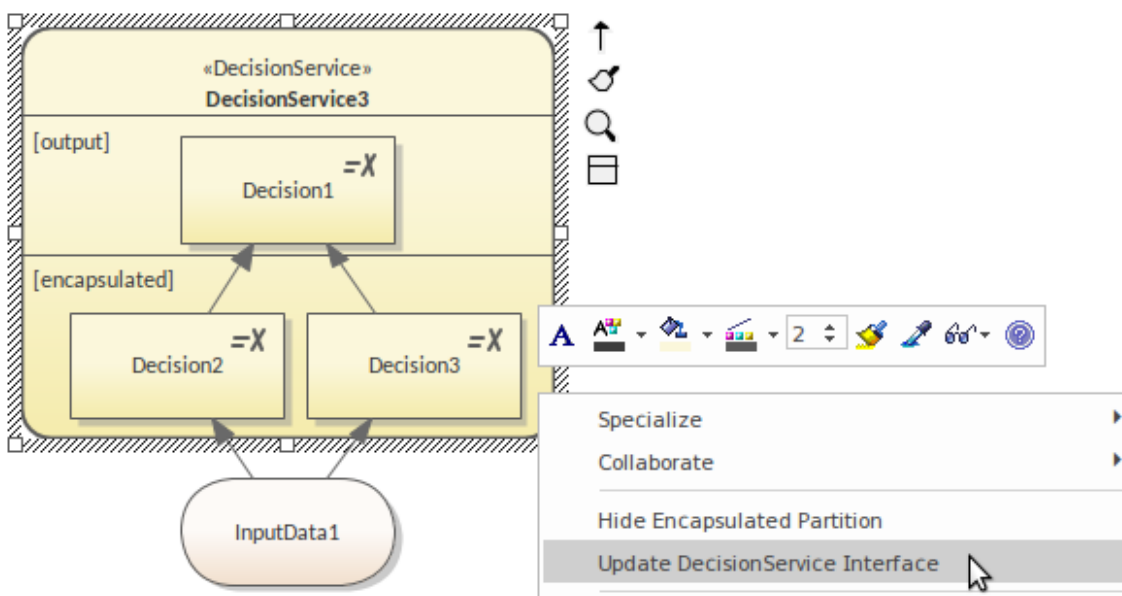 «DecisionService»
DecisionService3
[output]
=X
Decision1
[encapsulated]
=X
Decision2
=X
Decision3
InputData1
A
A
2
?
Specialize
Collaborate
Hide Encapsulated Partition
Update DecisionService Interface